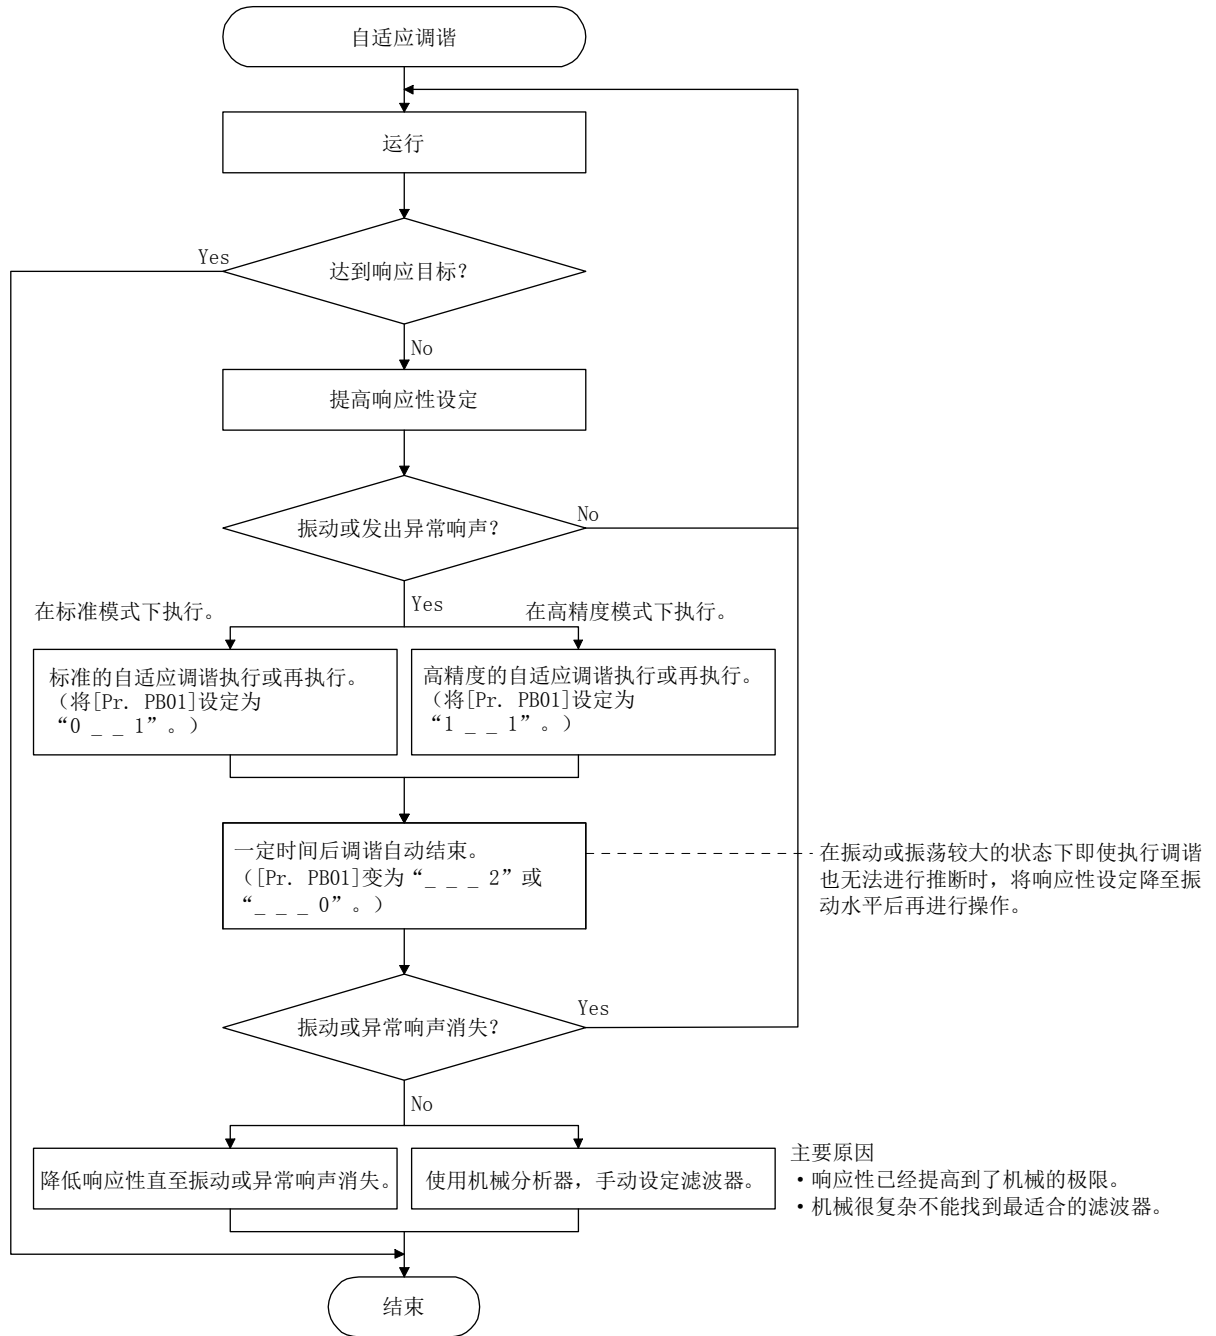 自适应调谐
运行
Yes
达到响应目标?
No
提高响应性设定
振动或发出异常响声?
No
Yes
在标准模式下执行。
在高精度模式下执行。
标准的自适应调谐执行或再执行。
（将[Pr. PB01]设定为
“0 _ _ 1”。）
高精度的自适应调谐执行或再执行。
（将[Pr. PB01]设定为
“1 _ _ 1”。）
一定时间后调谐自动结束。
（[Pr. PB01]变为“_ _ _ 2”或
“_ _ _ 0”。）
在振动或振荡较大的状态下即使执行调谐
也无法进行推断时，将响应性设定降至振
动水平后再进行操作。
振动或异常响声消失?
Yes
No
降低响应性直至振动或异常响声消失。
使用机械分析器，手动设定滤波器。
主要原因
・响应性已经提高到了机械的极限。
・机械很复杂不能找到最适合的滤波器。
结束